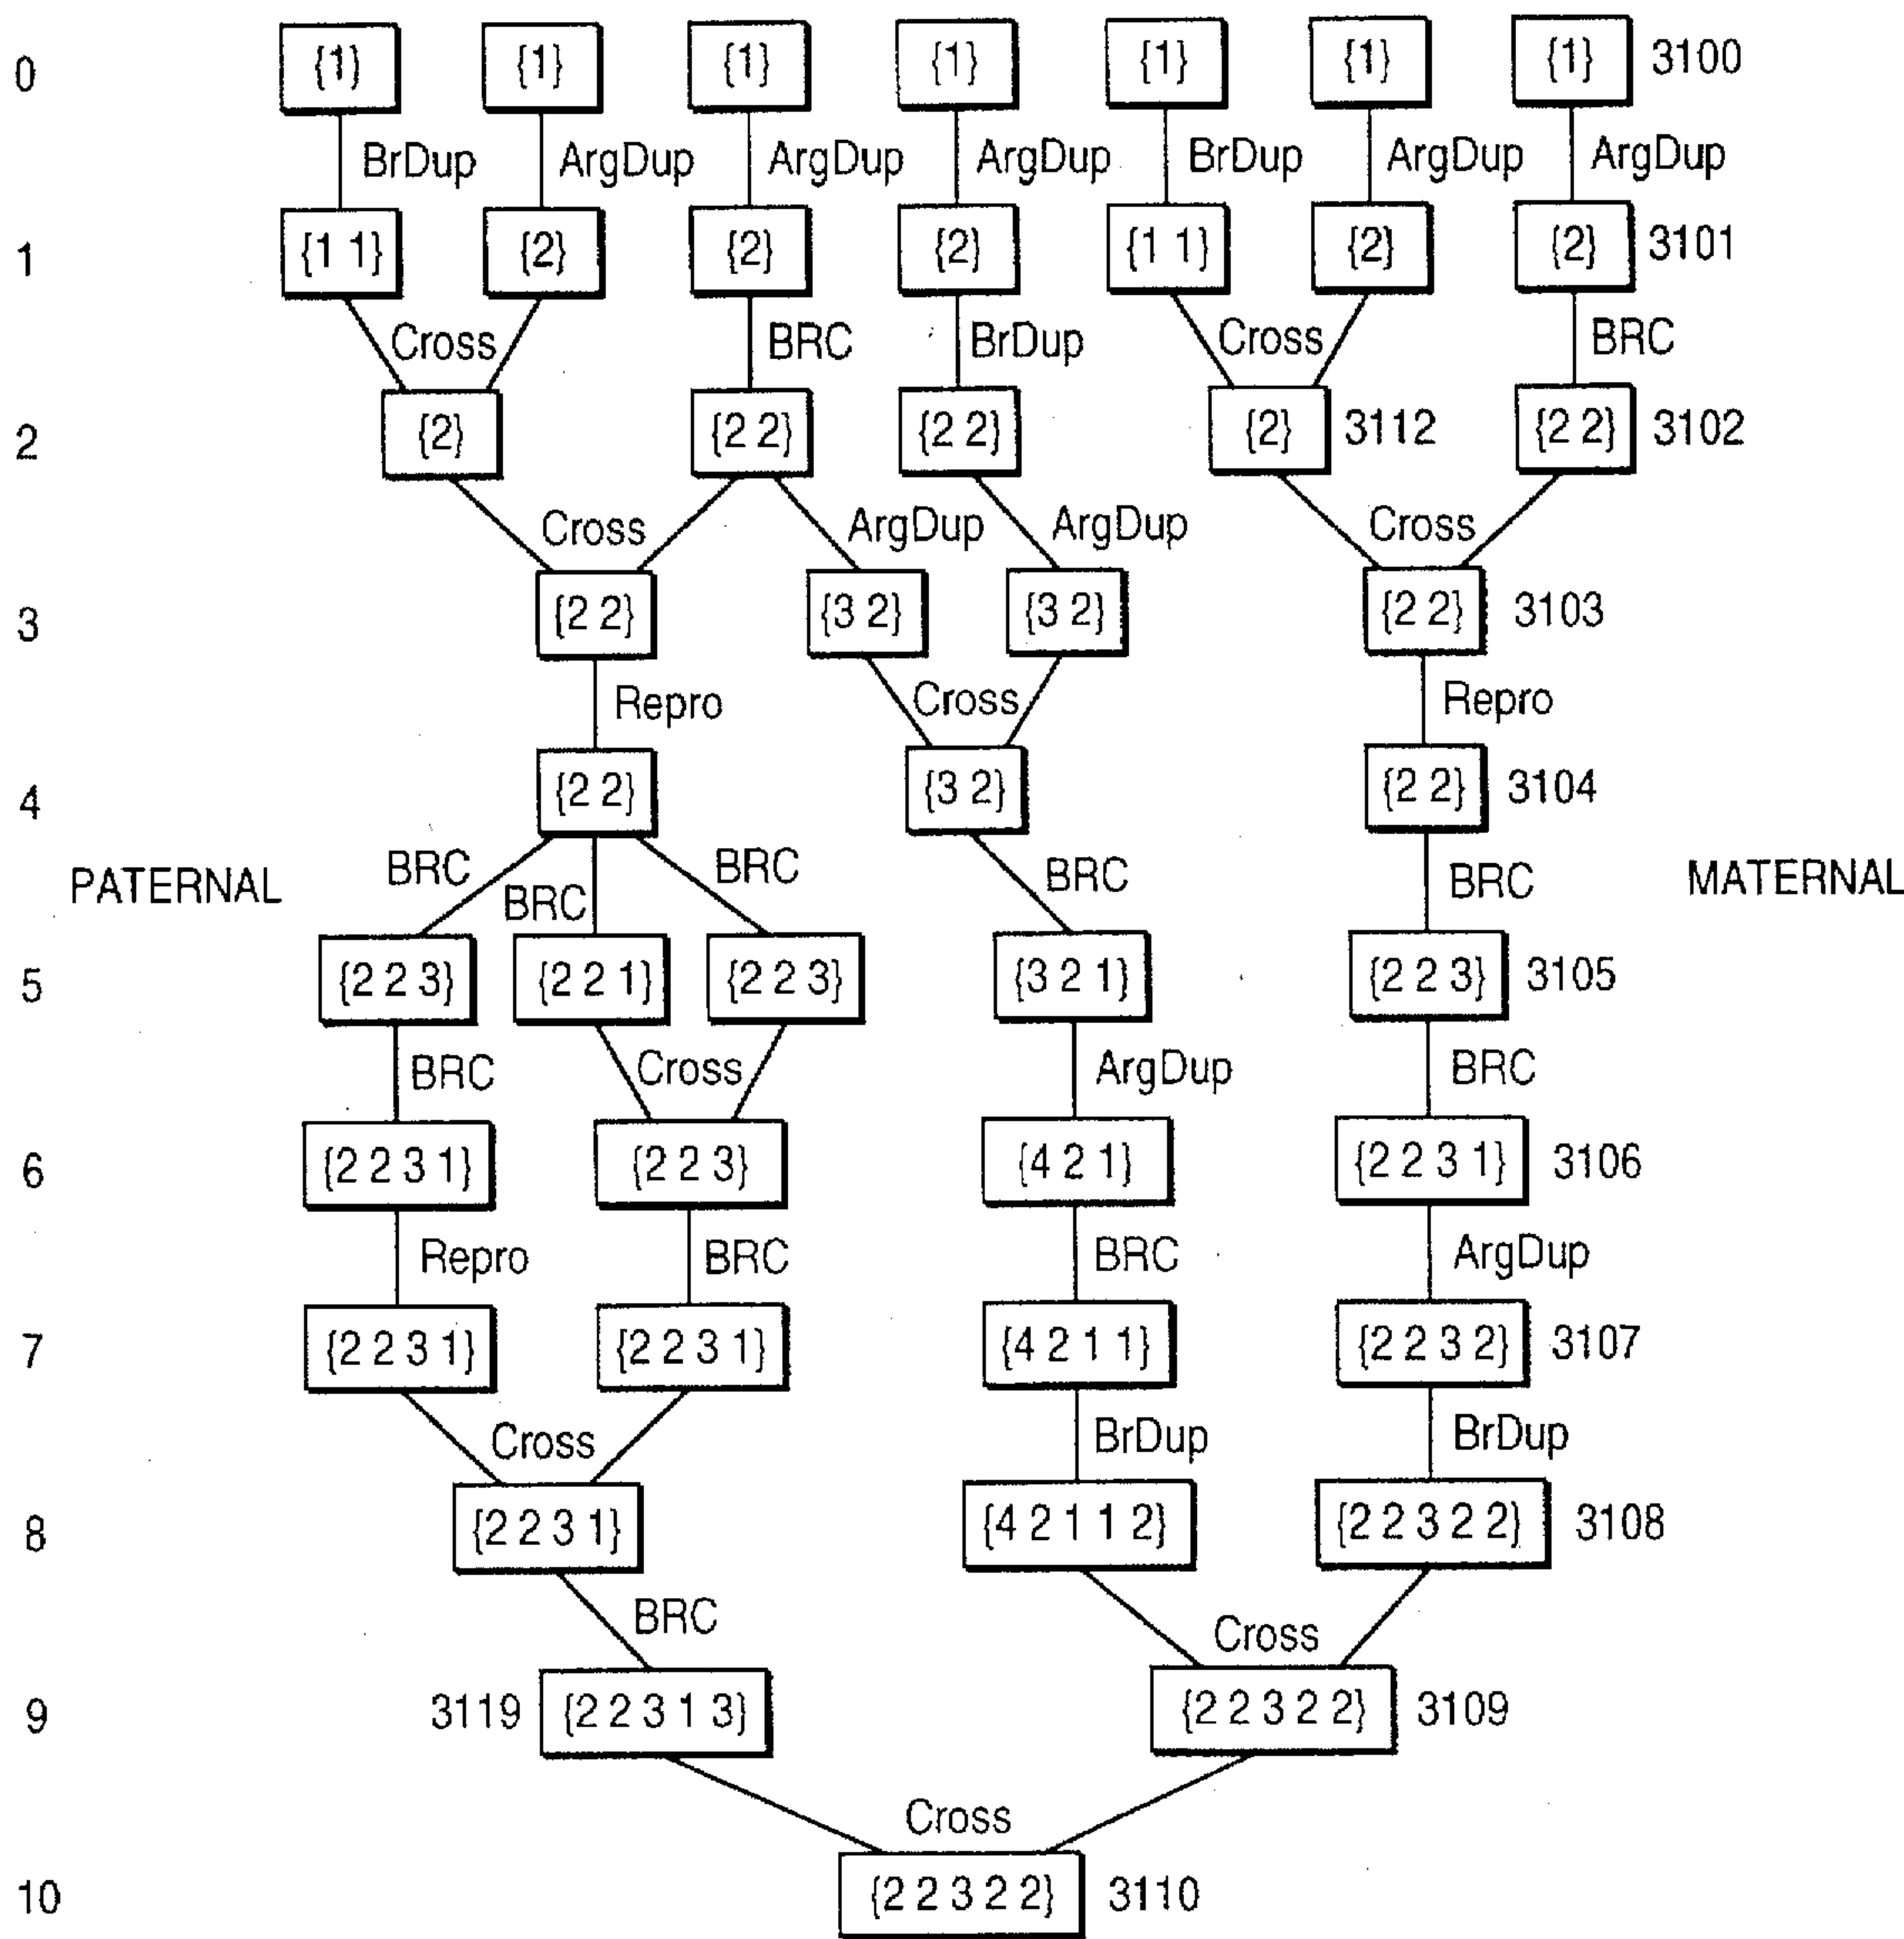 0 {1} {1} {1} {1} {1} {1} {1} 3100
BrDup ArgDup ArgDup ArgDup BrDup ArgDup ArgDup
1 {1 1} {2} {2} {2} {1 1} {2} {2} 3101
Cross BRC BrDup Cross BRC
2 {2} {2 2} {2 2} {2} 3112 {2 2} 3102
Cross ArgDup ArgDup Cross
3 {2 2} {3 2} {3 2} {2 2} 3103
Repro Cross Repro
4 {2 2} {3 2} {2 2} 3104
PATERNAL BRC BRC BRC BRC BRC MATERNAL
5 {2 2 3} {2 2 1} {2 2 3} {3 2 1} {2 2 3} 3105
BRC Cross ArgDup BRC
6 {2 2 3 1} {2 2 3} {4 2 1} {2 2 3 1} 3106
Repro BRC BRC ArgDup
7 {2 2 3 1} {2 2 3 1} {4 2 1 1} {2 2 3 2} 3107
Cross BrDup BrDup
8 {2 2 3 1} {4 2 1 1 2} {2 2 3 2 2} 3108
BRC Cross
9 3119 {2 2 3 1 3} {2 2 3 2 2} 3109
Cross
10 {2 2 3 2 2} 3110